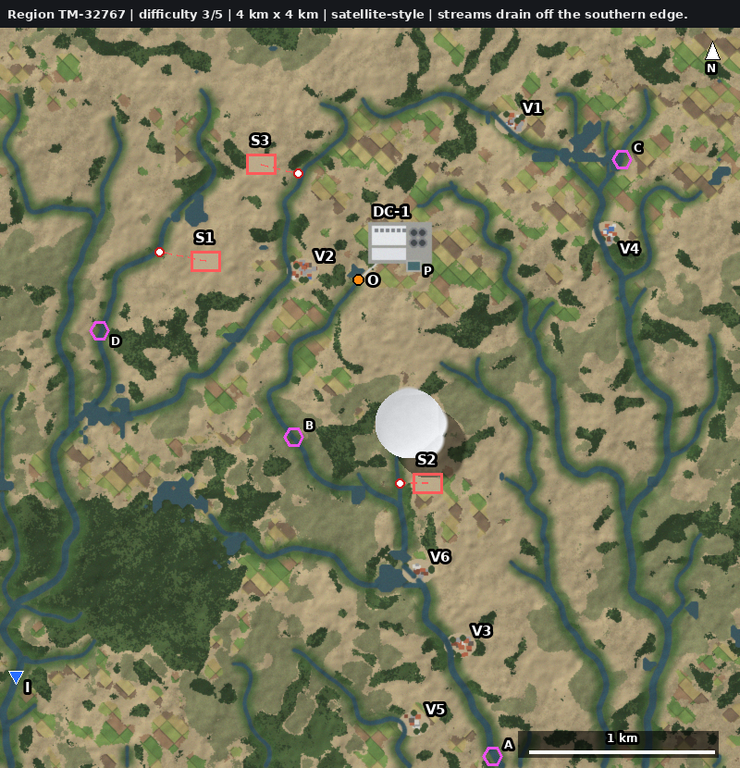 Region TM-32767 | difficulty 3/5 | 4 km x 4 km | satellite-style | streams drain off the southern edge.
N
V1
S3
C
DC-1
S1
V4
V2
P
O
D
B
S2
V6
V3
I
V5
A
1 km